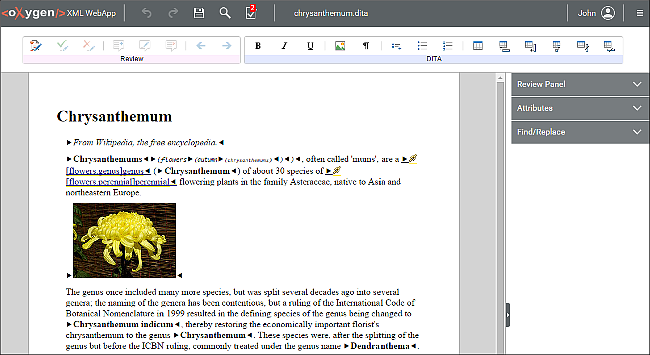 <oXygen/> XML WebApp
2
chrysanthemum.dita
John
B I U ¶
Review
DITA
Review Panel
Attributes
Find/Replace
Chrysanthemum
From Wikipedia, the free encyclopedia.
Chrysanthemums (flowers (autumn (chrysanthemums) ) ) , often called 'mums', are a
[flowers.genus]genus ( Chrysanthemum ) of about 30 species of
[flowers.perennial]perennial flowering plants in the family Asteraceae, native to Asia and
northeastern Europe.
The genus once included many more species, but was split several decades ago into several
genera; the naming of the genera has been contentious, but a ruling of the International Code of
Botanical Nomenclature in 1999 resulted in the defining species of the genus being changed to
Chrysanthemum indicum , thereby restoring the economically important florist's
chrysanthemum to the genus Chrysanthemum . These species were, after the splitting of the
genus but before the ICBN ruling, commonly treated under the genus name Dendranthema .